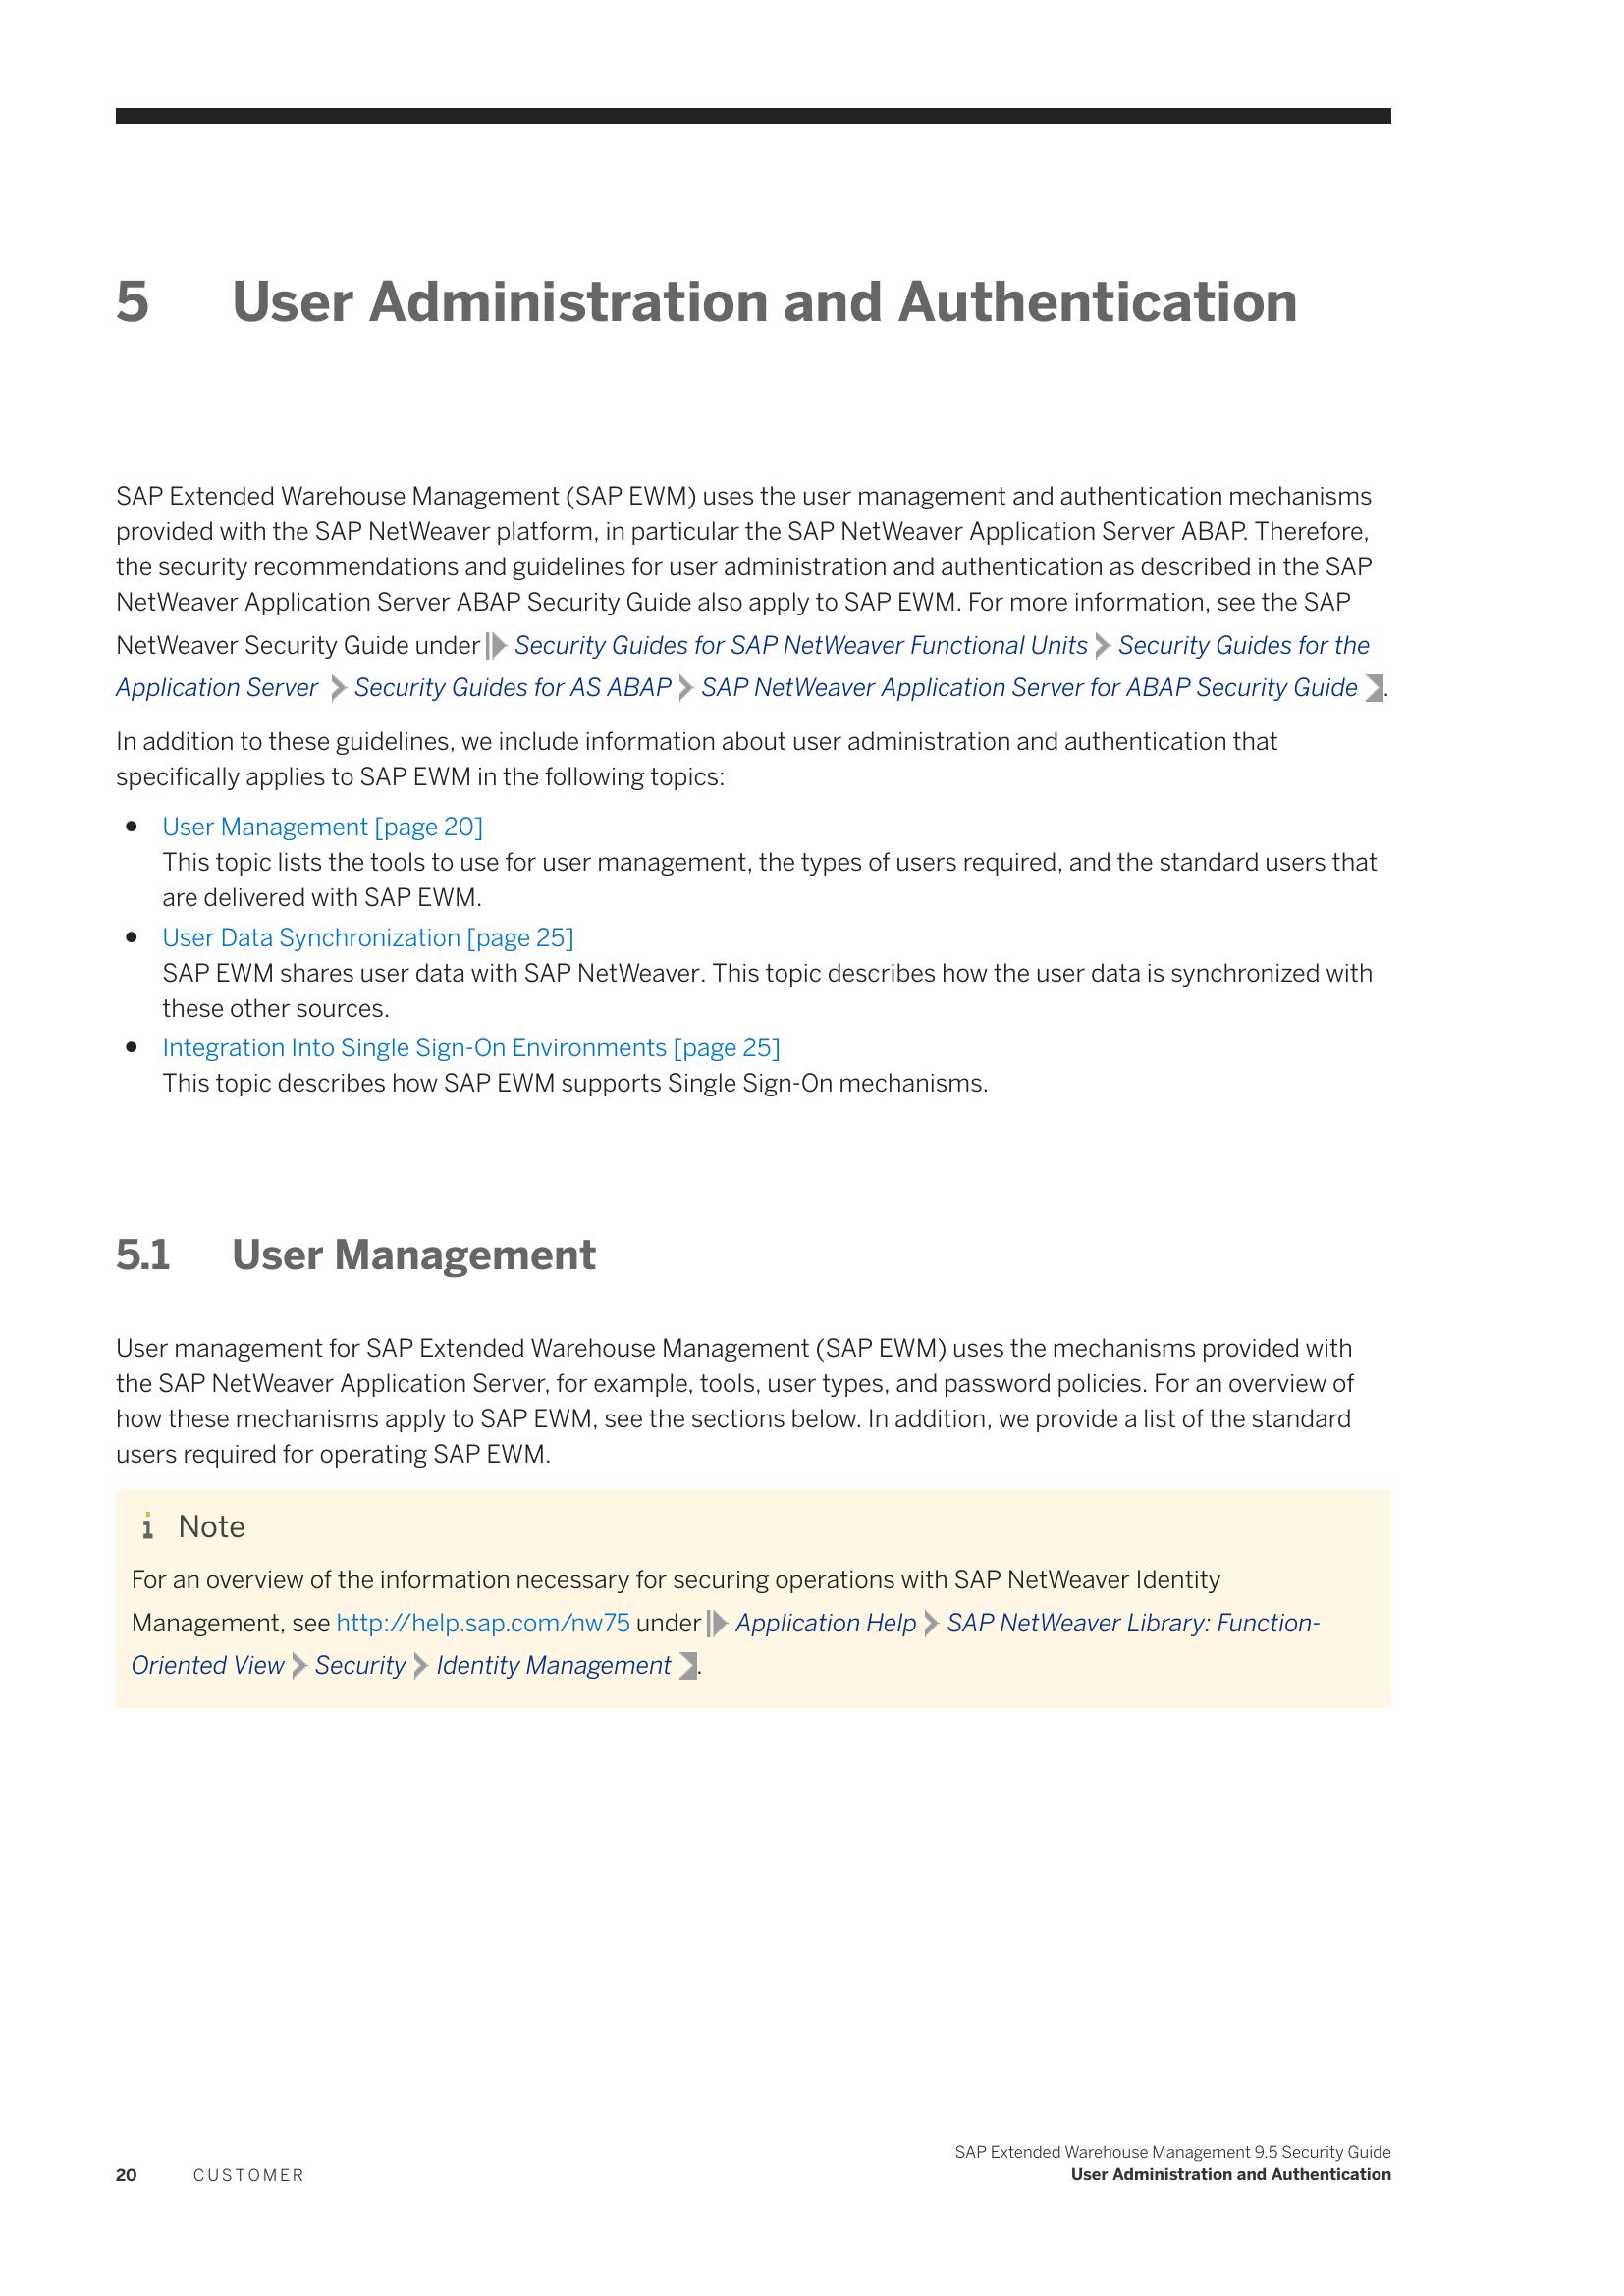 5 User Administration and Authentication
SAP Extended Warehouse Management (SAP EWM) uses the user management and authentication mechanisms
provided with the SAP NetWeaver platform, in particular the SAP NetWeaver Application Server ABAP. Therefore,
the security recommendations and guidelines for user administration and authentication as described in the SAP
NetWeaver Application Server ABAP Security Guide also apply to SAP EWM. For more information, see the SAP
NetWeaver Security Guide under Security Guides for SAP NetWeaver Functional Units Security Guides for the
Application Server Security Guides for AS ABAP SAP NetWeaver Application Server for ABAP Security Guide .
In addition to these guidelines, we include information about user administration and authentication that
specifically applies to SAP EWM in the following topics:
● User Management [page 20]
This topic lists the tools to use for user management, the types of users required, and the standard users that
are delivered with SAP EWM.
● User Data Synchronization [page 25]
SAP EWM shares user data with SAP NetWeaver. This topic describes how the user data is synchronized with
these other sources.
● Integration Into Single Sign-On Environments [page 25]
This topic describes how SAP EWM supports Single Sign-On mechanisms.
5.1 User Management
User management for SAP Extended Warehouse Management (SAP EWM) uses the mechanisms provided with
the SAP NetWeaver Application Server, for example, tools, user types, and password policies. For an overview of
how these mechanisms apply to SAP EWM, see the sections below. In addition, we provide a list of the standard
users required for operating SAP EWM.
i Note
For an overview of the information necessary for securing operations with SAP NetWeaver Identity
Management, see http://help.sap.com/nw75 under Application Help SAP NetWeaver Library: Function-
Oriented View Security Identity Management .
SAP Extended Warehouse Management 9.5 Security Guide
20 CUSTOMER User Administration and Authentication